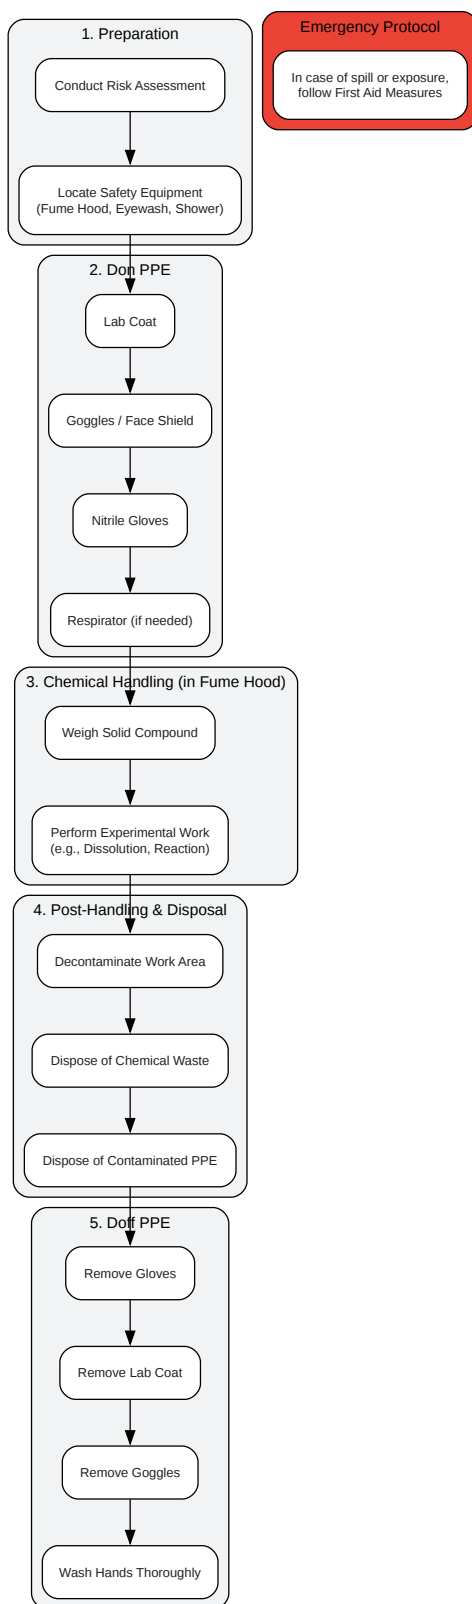 1. Preparation
Conduct Risk Assessment
Locate Safety Equipment
(Fume Hood, Eyewash, Shower)
Emergency Protocol
In case of spill or exposure,
follow First Aid Measures
2. Don PPE
Lab Coat
Goggles / Face Shield
Nitrile Gloves
Respirator (if needed)
3. Chemical Handling (in Fume Hood)
Weigh Solid Compound
Perform Experimental Work
(e.g., Dissolution, Reaction)
4. Post-Handling & Disposal
Decontaminate Work Area
Dispose of Chemical Waste
Dispose of Contaminated PPE
5. Doff PPE
Remove Gloves
Remove Lab Coat
Remove Goggles
Wash Hands Thoroughly